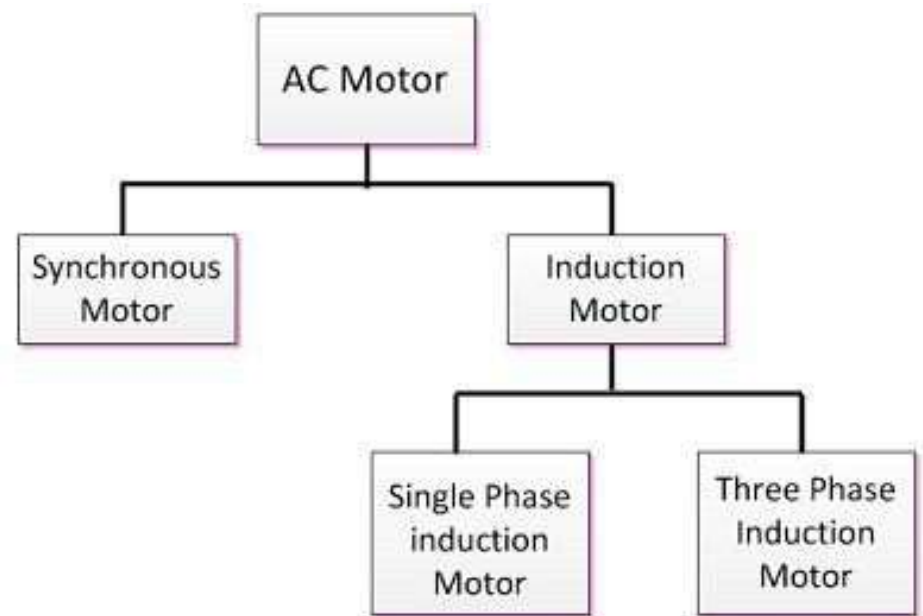 AC Motor
Synchronous
Motor
Induction
Motor
Single Phase
induction
Motor
Three Phase
Induction
Motor